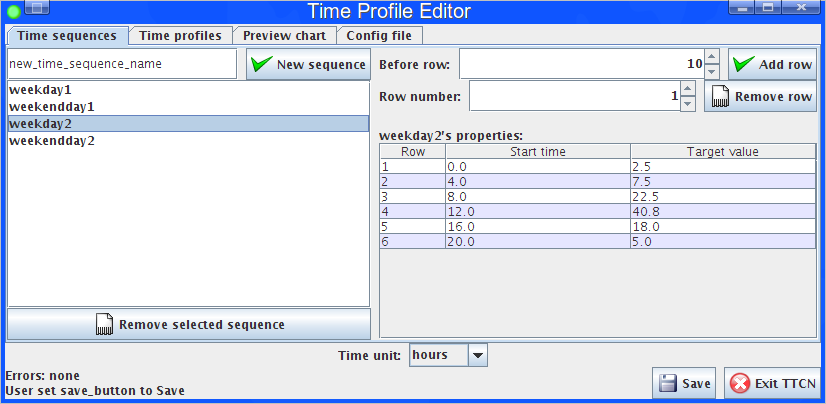 Time Profile Editor
Time sequences Time profiles Preview chart Config file
new_time_sequence_name New sequence
Before row: 10 Add row
Row number: 1 Remove row
weekday1
weekendday1
weekday2
weekendday2
weekday2's properties:
Row Start time Target value
1 0.0 2.5
2 4.0 7.5
3 8.0 22.5
4 12.0 40.8
5 16.0 18.0
6 20.0 5.0
Remove selected sequence
Time unit: hours
Errors: none
User set save_button to Save
Save Exit TTCN